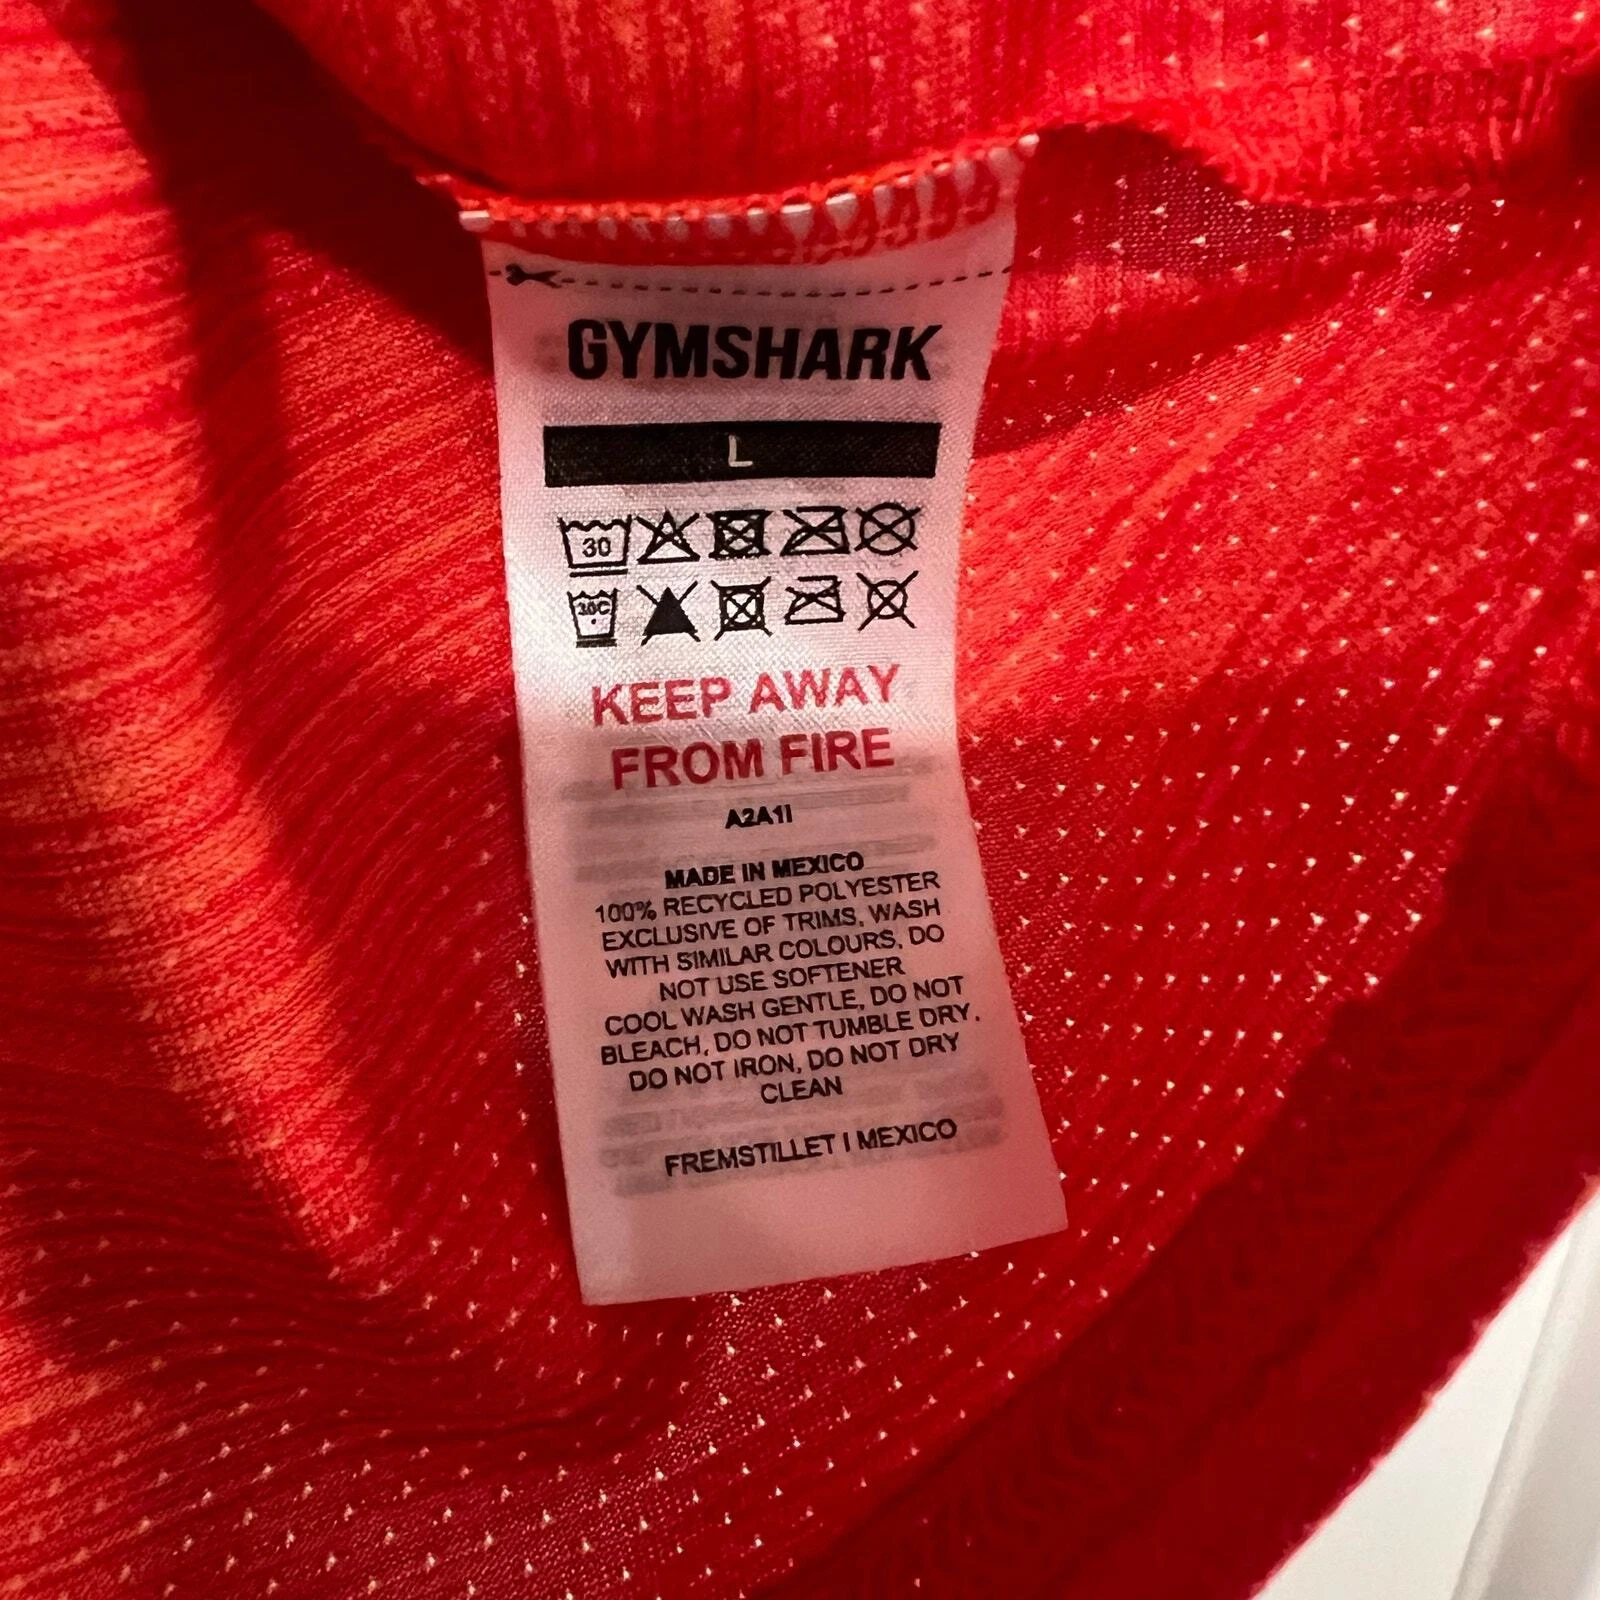 GYMSHARK
L
30
30C
KEEP AWAY
FROM FIRE
A2A1I
MADE IN MEXICO
100% RECYCLED POLYESTER
EXCLUSIVE OF TRIMS, WASH
WITH SIMILAR COLOURS, DO
NOT USE SOFTENER
COOL WASH GENTLE, DO NOT
BLEACH, DO NOT TUMBLE DRY,
DO NOT IRON, DO NOT DRY
CLEAN
FREMSTILLET I MEXICO